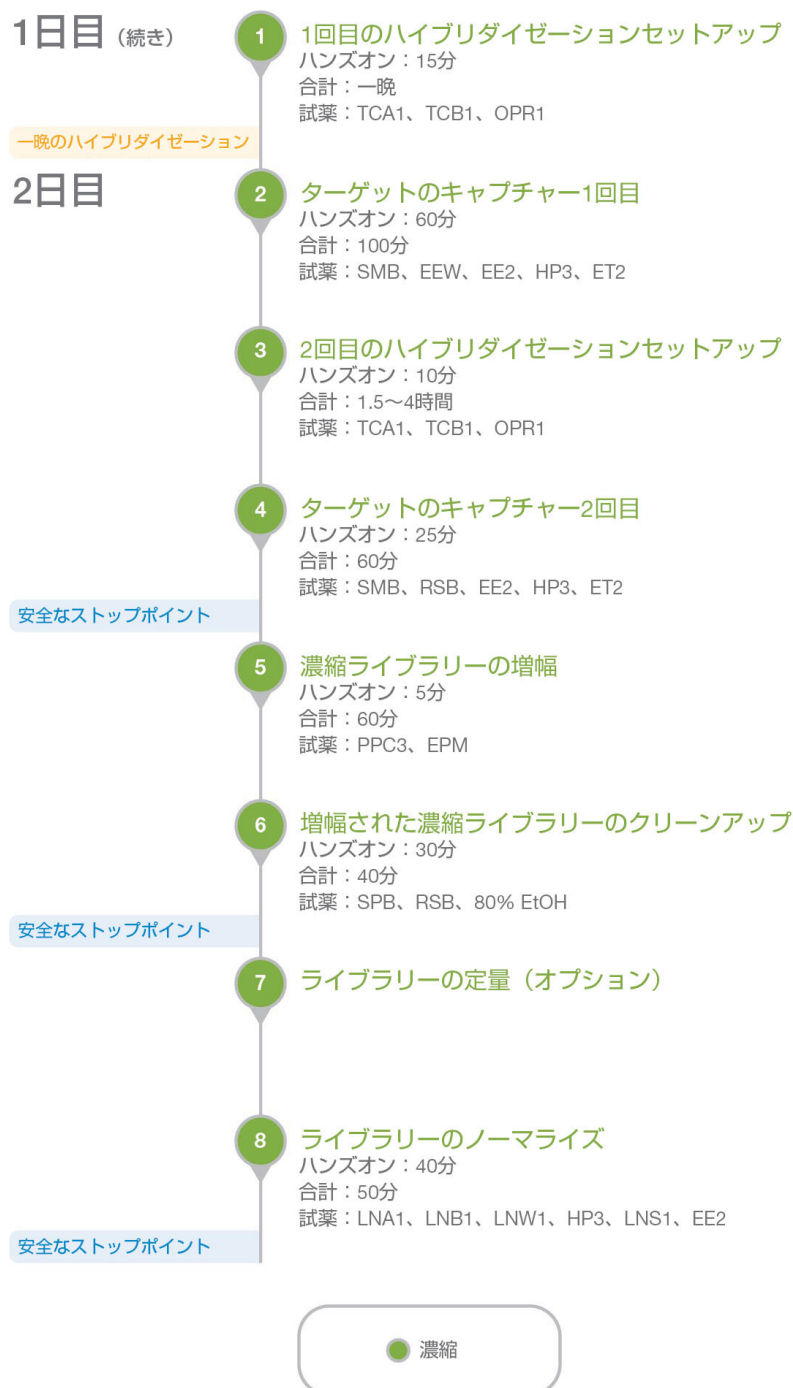 1日目（続き）
1
1回目のハイブリダイゼーションセットアップ
ハンズオン：15分
合計：一晩
試薬：TCA1、TCB1、OPR1
一晩のハイブリダイゼーション
2日目
2
ターゲットのキャプチャー1回目
ハンズオン：60分
合計：100分
試薬：SMB、EEW、EE2、HP3、ET2
3
2回目のハイブリダイゼーションセットアップ
ハンズオン：10分
合計：1.5～4時間
試薬：TCA1、TCB1、OPR1
4
ターゲットのキャプチャー2回目
ハンズオン：25分
合計：60分
試薬：SMB、RSB、EE2、HP3、ET2
安全なストップポイント
5
濃縮ライブラリーの増幅
ハンズオン：5分
合計：60分
試薬：PPC3、EPM
6
増幅された濃縮ライブラリーのクリーンアップ
ハンズオン：30分
合計：40分
試薬：SPB、RSB、80% EtOH
安全なストップポイント
7
ライブラリーの定量（オプション）
8
ライブラリーのノーマライズ
ハンズオン：40分
合計：50分
試薬：LNA1、LNB1、LNW1、HP3、LNS1、EE2
安全なストップポイント
濃縮